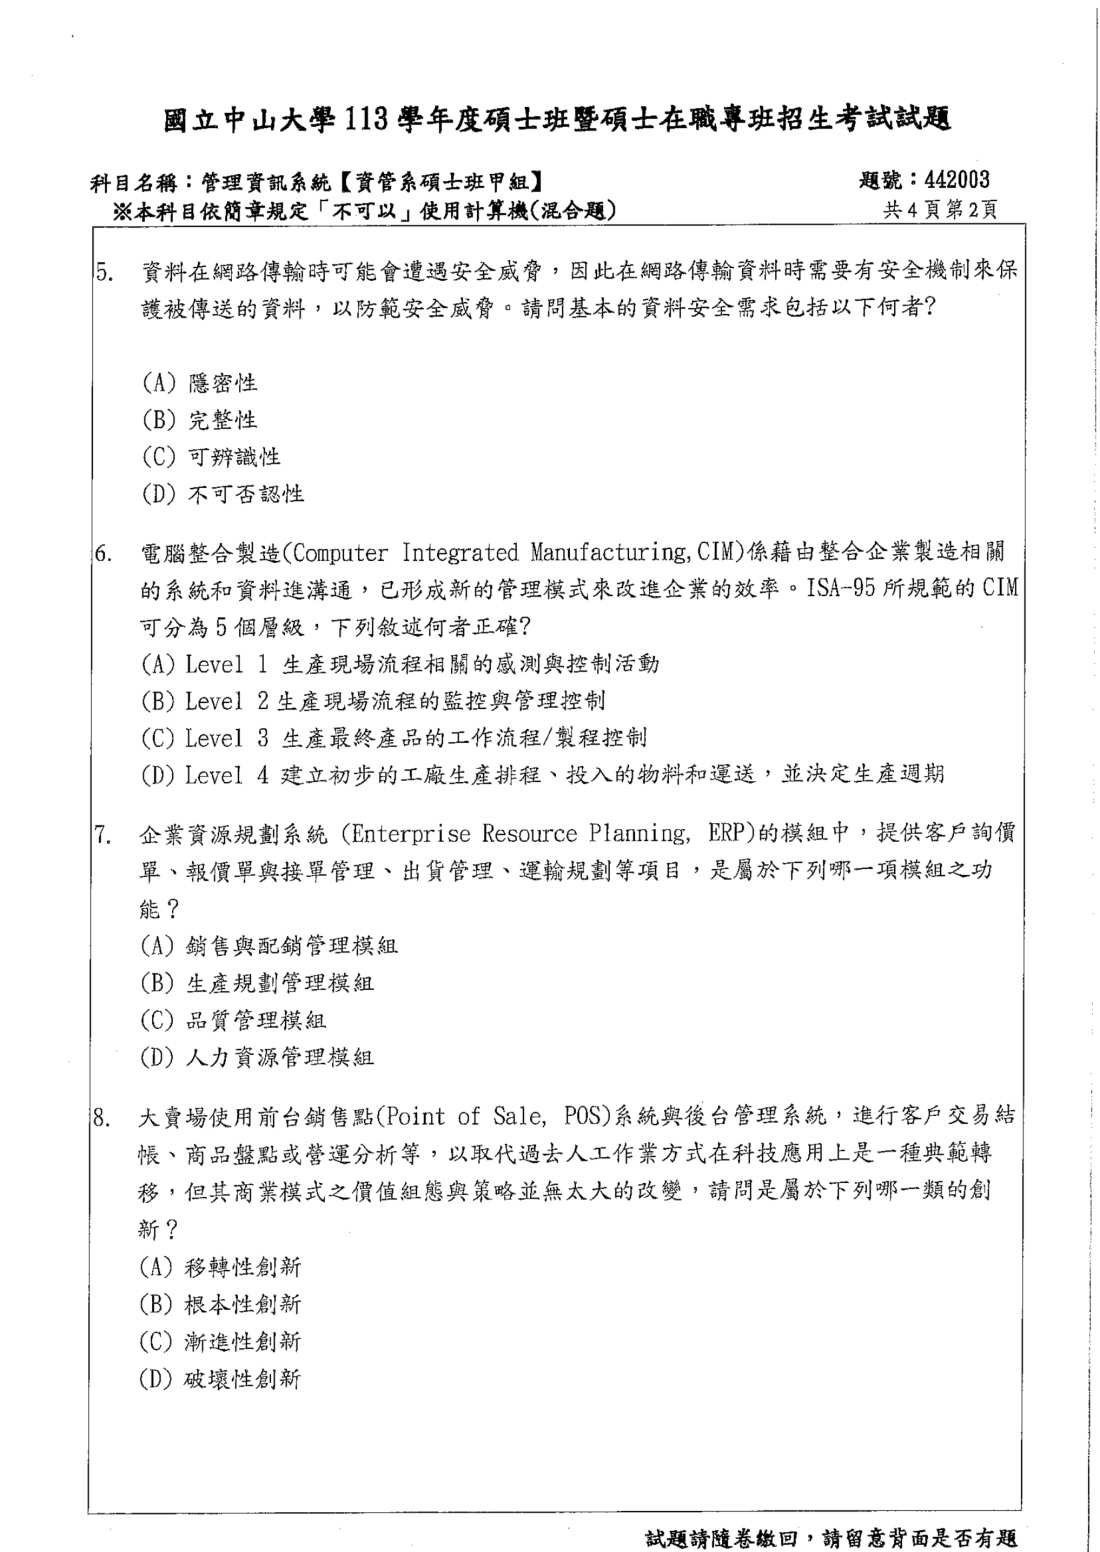 國立中山大學 113 學年度碩士班暨碩士在職專班招生考試試題
科目名稱：管理資訊系統【資管系碩士班甲組】
題號：442003
※本科目依簡章規定「不可以」使用計算機(混合題)
共 4 頁第 2 頁
5. 資料在網路傳輸時可能會遭遇安全威脅，因此在網路傳輸資料時需要有安全機制來保
護被傳送的資料，以防範安全威脅。請問基本的資料安全需求包括以下何者?
(A) 隱密性
(B) 完整性
(C) 可辨識性
(D) 不可否認性
6. 電腦整合製造(Computer Integrated Manufacturing,CIM)係藉由整合企業製造相關
的系統和資料進溝通，已形成新的管理模式來改進企業的效率。ISA-95 所規範的 CIM
可分為 5 個層級，下列敘述何者正確?
(A) Level 1 生產現場流程相關的感測與控制活動
(B) Level 2 生產現場流程的監控與管理控制
(C) Level 3 生產最終產品的工作流程/製程控制
(D) Level 4 建立初步的工廠生產排程、投入的物料和運送，並決定生產週期
7. 企業資源規劃系統 (Enterprise Resource Planning, ERP)的模組中，提供客戶詢價
單、報價單與接單管理、出貨管理、運輸規劃等項目，是屬於下列哪一項模組之功
能？
(A) 銷售與配銷管理模組
(B) 生產規劃管理模組
(C) 品質管理模組
(D) 人力資源管理模組
8. 大賣場使用前台銷售點(Point of Sale, POS)系統與後台管理系統，進行客戶交易結
帳、商品盤點或營運分析等，以取代過去人工作業方式在科技應用上是一種典範轉
移，但其商業模式之價值組態與策略並無太大的改變，請問是屬於下列哪一類的創
新？
(A) 移轉性創新
(B) 根本性創新
(C) 漸進性創新
(D) 破壞性創新
試題請隨卷繳回，請留意背面是否有題